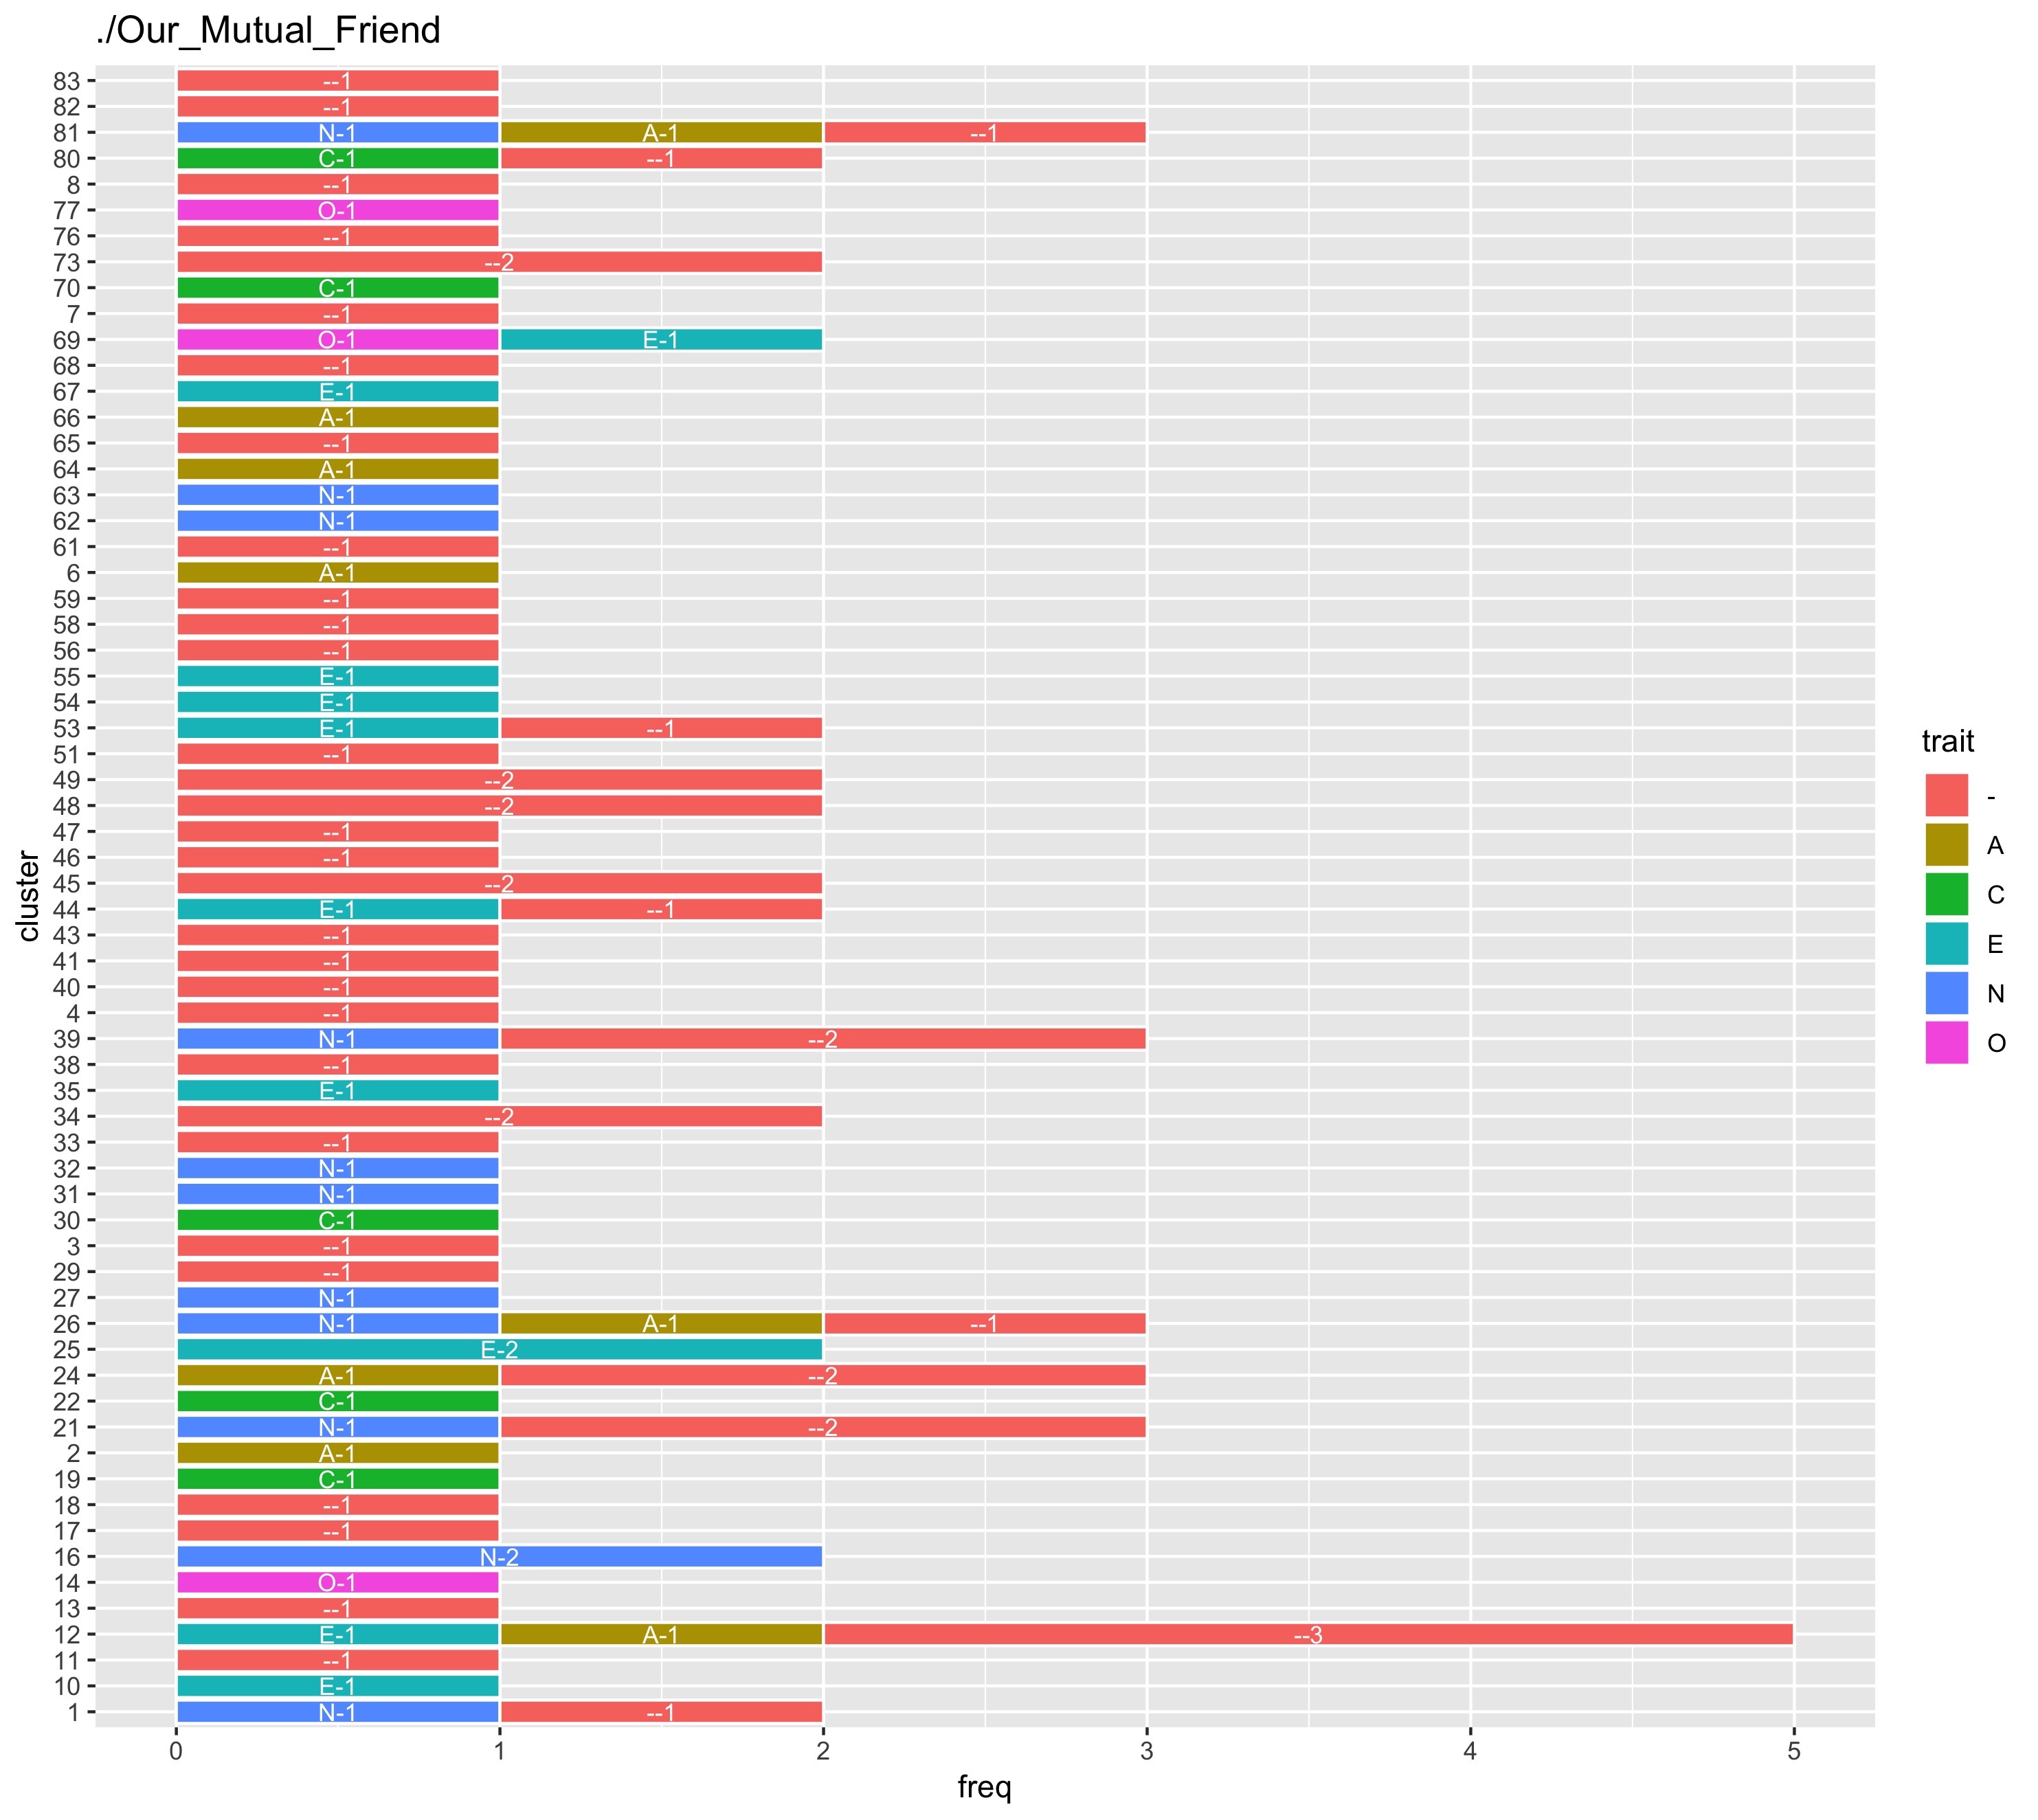 ./Our_Mutual_Friend
83 --1
82 --1
81 N-1 A-1 --1
80 C-1 --1
8 --1
77 O-1
76 --1
73 --2
70 C-1
7 --1
69 O-1 E-1
68 --1
67 E-1
66 A-1
65 --1
64 A-1
63 N-1
62 N-1
61 --1
6 A-1
59 --1
58 --1
56 --1
55 E-1
54 E-1
53 E-1 --1
51 --1
49 --2
48 --2
47 --1
46 --1
45 --2
44 E-1 --1
43 --1
41 --1
40 --1
4 --1
39 N-1 --2
38 --1
35 E-1
34 --2
33 --1
32 N-1
31 N-1
30 C-1
3 --1
29 --1
27 N-1
26 N-1 A-1 --1
25 E-2
24 A-1 --2
22 C-1
21 N-1 --2
2 A-1
19 C-1
18 --1
17 --1
16 N-2
14 O-1
13 --1
12 E-1 A-1 --3
11 --1
10 E-1
1 N-1 --1
0 1 2 3 4 5
freq
cluster
trait
-
A
C
E
N
O